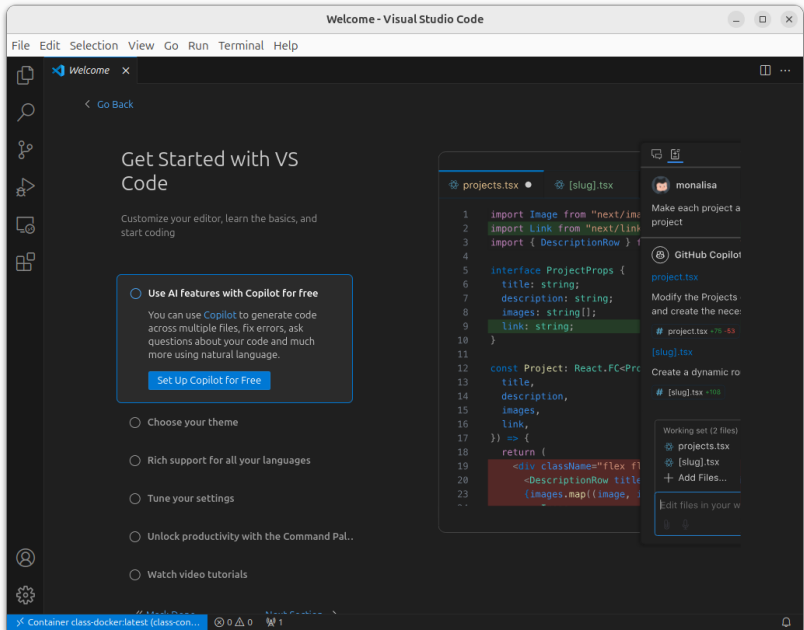 Welcome - Visual Studio Code
File Edit Selection View Go Run Terminal Help
Welcome
Go Back
Get Started with VS
Code
Customize your editor, learn the basics, and
start coding
Use AI features with Copilot for free
You can use Copilot to generate code
across multiple files, fix errors, ask
questions about your code and much
more using natural language.
Set Up Copilot for Free
Choose your theme
Rich support for all your languages
Tune your settings
Unlock productivity with the Command Pal..
Watch video tutorials
Mark Done
Next Section
projects.tsx
[slug].tsx
1 import Image from "next/ima
2 import Link from "next/link
3 import { DescriptionRow } f
4
5 interface ProjectProps {
6 title: string;
7 description: string;
8 images: string[];
9 link: string;
10 }
11
12 const Project: React.FC<Pro
13 title,
14 description,
15 images,
16 link,
17 }) => {
18 return (
19 <div className="flex fl
20 <DescriptionRow title
23 {images.map((image, i
monalisa
Make each project a
project
GitHub Copilot
project.tsx
Modify the Projects
and create the neces
# project.tsx +75 -83
[slug].tsx
Create a dynamic ro
# [slug].tsx +108
Working set (2 files)
projects.tsx
[slug].tsx
+ Add Files...
Edit files in your w
Container class-docker:latest (class-con... 0 0 1